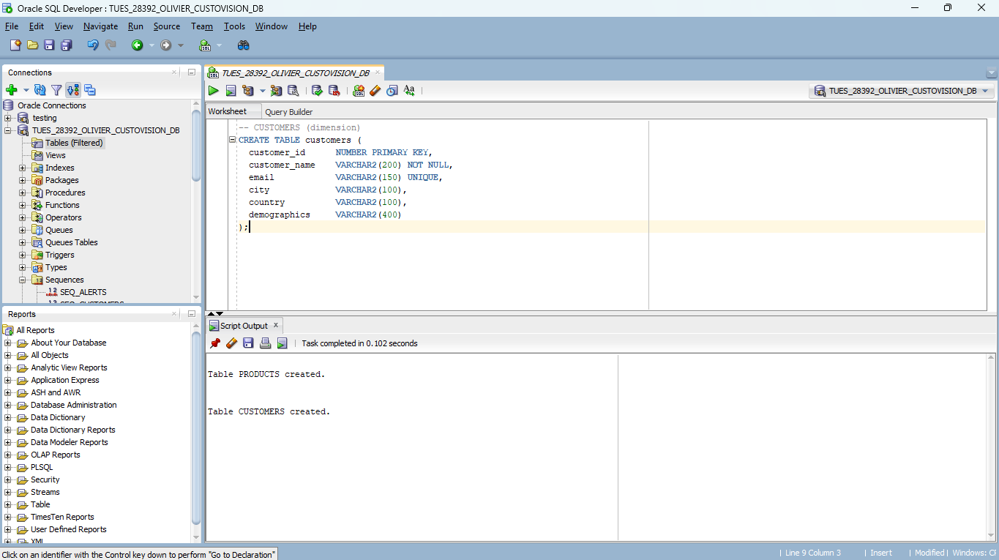 Oracle SQL Developer : TUES_28392_OLIVIER_CUSTOVISION_DB
File Edit View Navigate Run Source Team Tools Window Help
Connections
Oracle Connections
testing
TUES_28392_OLIVIER_CUSTOVISION_DB
Tables (Filtered)
Views
Indexes
Packages
Procedures
Functions
Operators
Queues
Queues Tables
Triggers
Types
Sequences
SEQ_ALERTS
SEQ_CUSTOMERS
Reports
All Reports
About Your Database
All Objects
Analytic View Reports
Application Express
ASH and AWR
Database Administration
Data Dictionary
Data Dictionary Reports
Data Modeler Reports
OLAP Reports
PLSQL
Security
Streams
Table
TimesTen Reports
User Defined Reports
XML
TUES_28392_OLIVIER_CUSTOVISION_DB
TUES_28392_OLIVIER_CUSTOVISION_DB
Worksheet Query Builder
-- CUSTOMERS (dimension)
CREATE TABLE customers (
customer_id NUMBER PRIMARY KEY,
customer_name VARCHAR2(200) NOT NULL,
email VARCHAR2(150) UNIQUE,
city VARCHAR2(100),
country VARCHAR2(100),
demographics VARCHAR2(400)
);
Script Output
Task completed in 0.102 seconds
Table PRODUCTS created.
Table CUSTOMERS created.
Click on an identifier with the Control key down to perform "Go to Declaration"
Line 9 Column 3 | Insert | Modified | Windows: CR